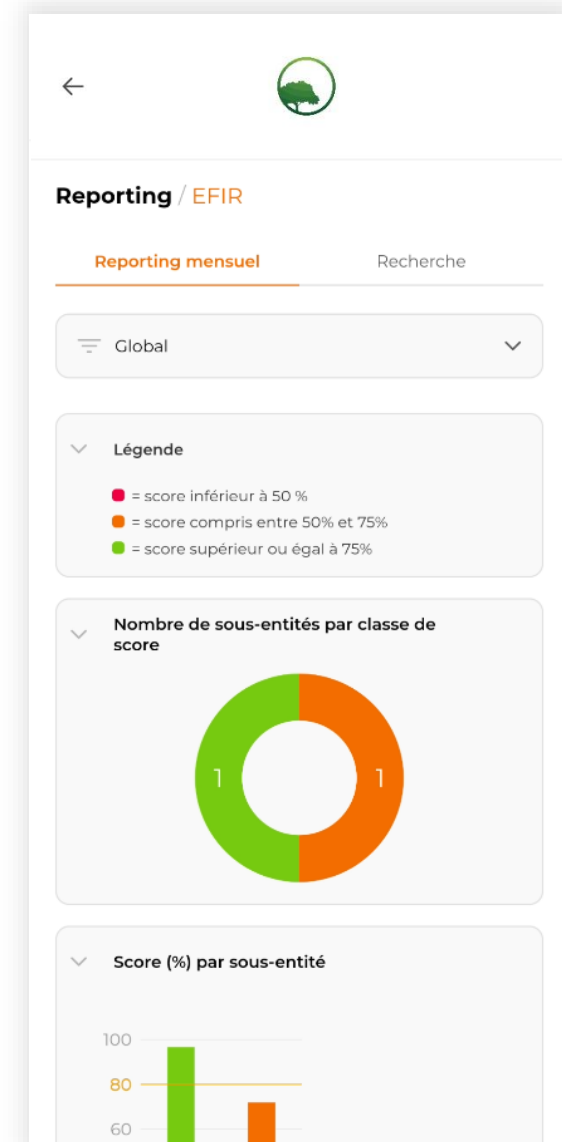 Reporting / EFIR
Reporting mensuel Recherche
Global
Légende
= score inférieur à 50 %
= score compris entre 50% et 75%
= score supérieur ou égal à 75%
Nombre de sous-entités par classe de
score
1 1
Score (%) par sous-entité
100
80
60